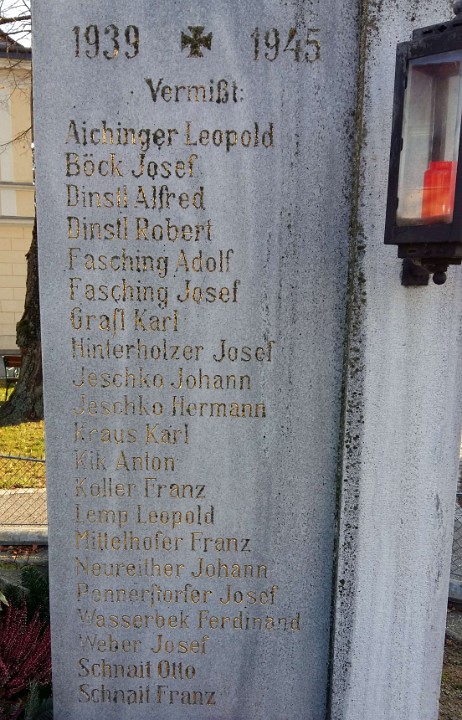 1939 1945
Vermißt:
Aichinger Leopold
Böck Josef
Dinstl Alfred
Dinstl Robert
Fasching Adolf
Fasching Josef
Graßl Karl
Hinterholzer Josef
Jeschko Johann
Jeschko Hermann
Kraus Karl
Kik Anton
Koller Franz
Lemp Leopold
Mittelhofer Franz
Neureither Johann
Pennerstorfer Josef
Wasserbek Ferdinand
Weber Josef
Schnait Otto
Schnait Franz